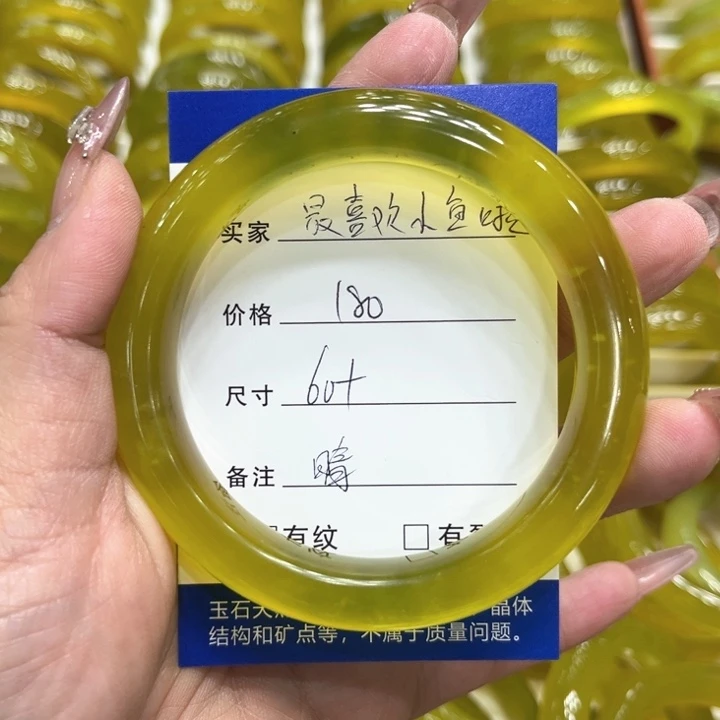 买家 最喜欢小鱼啦
价格 180
尺寸 60+
备注 晴
有纹 □ 有
玉石天 晶体
结构和矿点等，不属于质量问题。